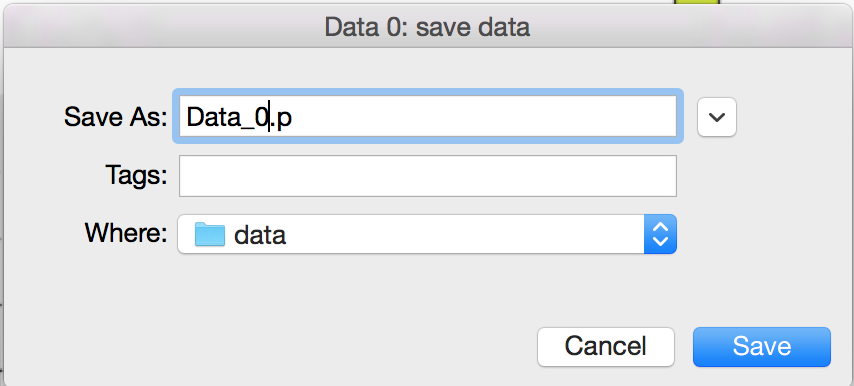 Data 0: save data
Save As: Data_0.p
Tags:
Where: data
Cancel Save